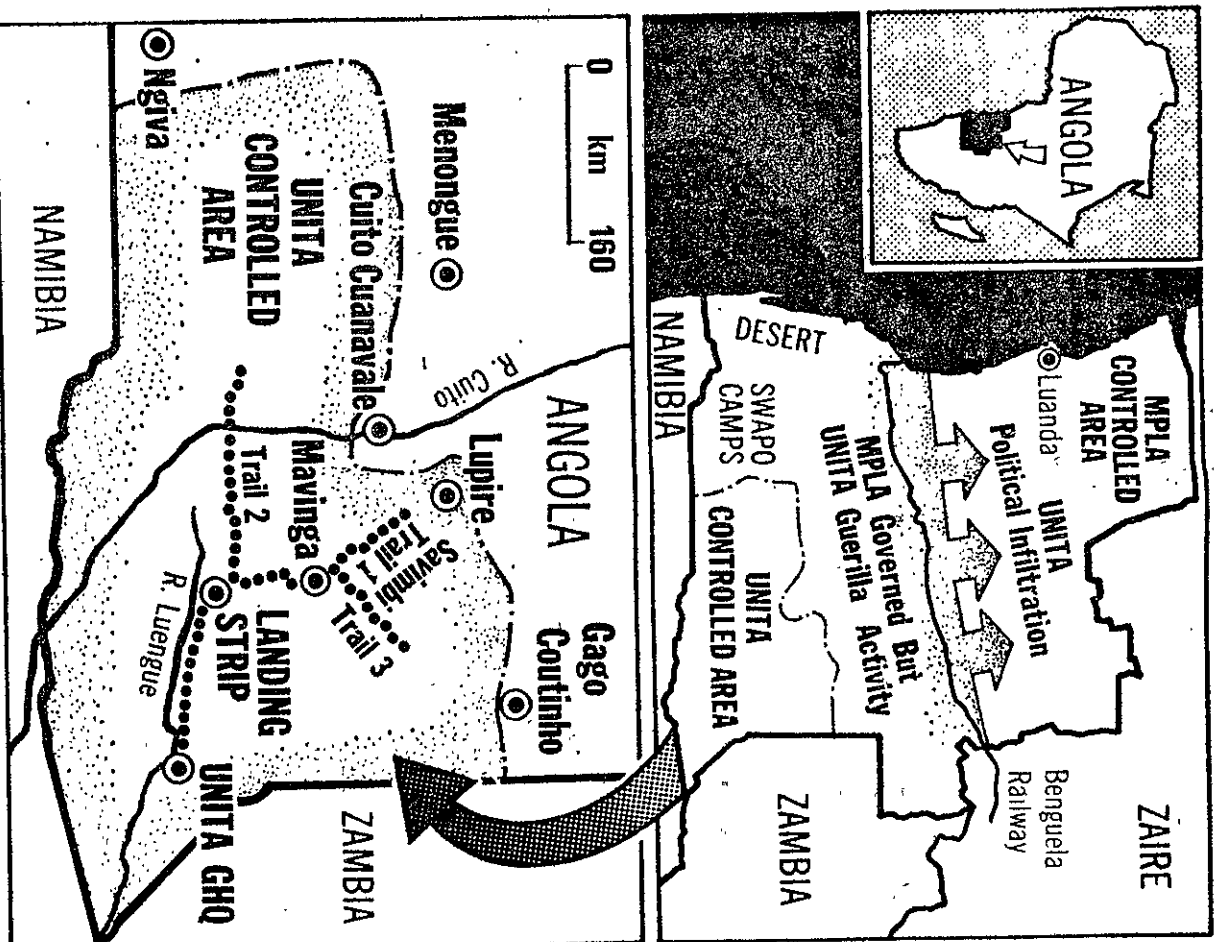 ANGOLA
MPLA
CONTROLLED
AREA
Luanda
UNITA
Political Infiltration
ZAIRE
Benguela
Railway
MPLA Governed But
UNITA Guerilla Activity
DESERT
SWAPO
CAMPS
UNITA
CONTROLLED AREA
NAMIBIA
ZAMBIA
0 km 160
ANGOLA
Menongue
R. Cuito
Lupire
Gago
Coutinho
Cuito Cuanavale
UNITA
CONTROLLED
AREA
Savimbi
Trail 1
Trail 3
Mavinga
Trail 2
LANDING
STRIP
R. Luengue
UNITA GHQ
Ngiva
NAMIBIA
ZAMBIA